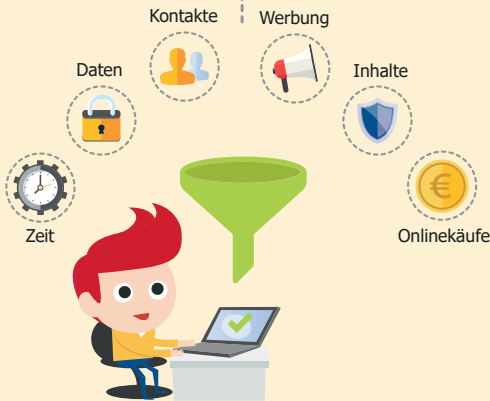 Kontakte
Werbung
Daten
Inhalte
Zeit
Onlinekäufe
€